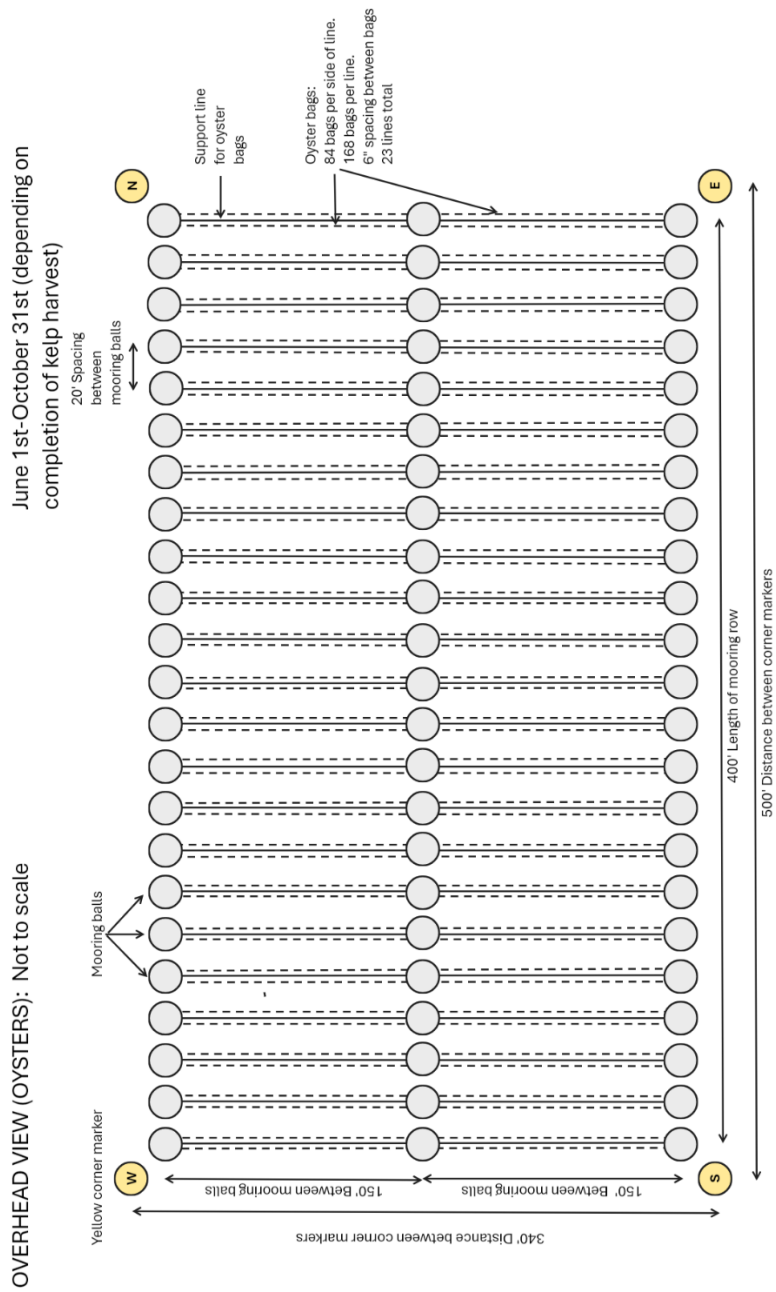 OVERHEAD VIEW (OYSTERS): Not to scale
June 1st-October 31st (depending on
completion of kelp harvest)
Yellow corner marker
Mooring balls
20' Spacing
between
mooring balls
Support line
for oyster
bags
Oyster bags:
84 bags per side of line.
168 bags per line.
6" spacing between bags
23 lines total
W
N
S
E
150' Between mooring balls
150' Between mooring balls
340' Distance between corner markers
400' Length of mooring row
500' Distance between corner markers